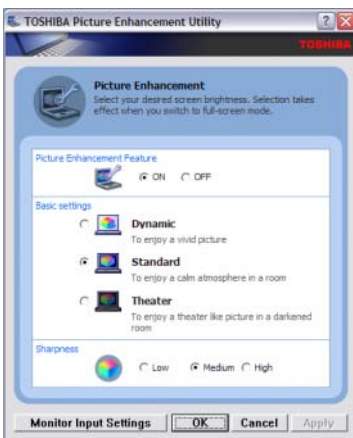 TOSHIBA Picture Enhancement Utility
TOSHIBA
Picture Enhancement
Select your desired screen brightness. Selection takes
effect when you switch to full-screen mode.
Picture Enhancement Feature
ON OFF
Basic settings
Dynamic
To enjoy a vivid picture
Standard
To enjoy a calm atmosphere in a room
Theater
To enjoy a theater like picture in a darkened
room
Sharpness
Low Medium High
Monitor Input Settings OK Cancel Apply